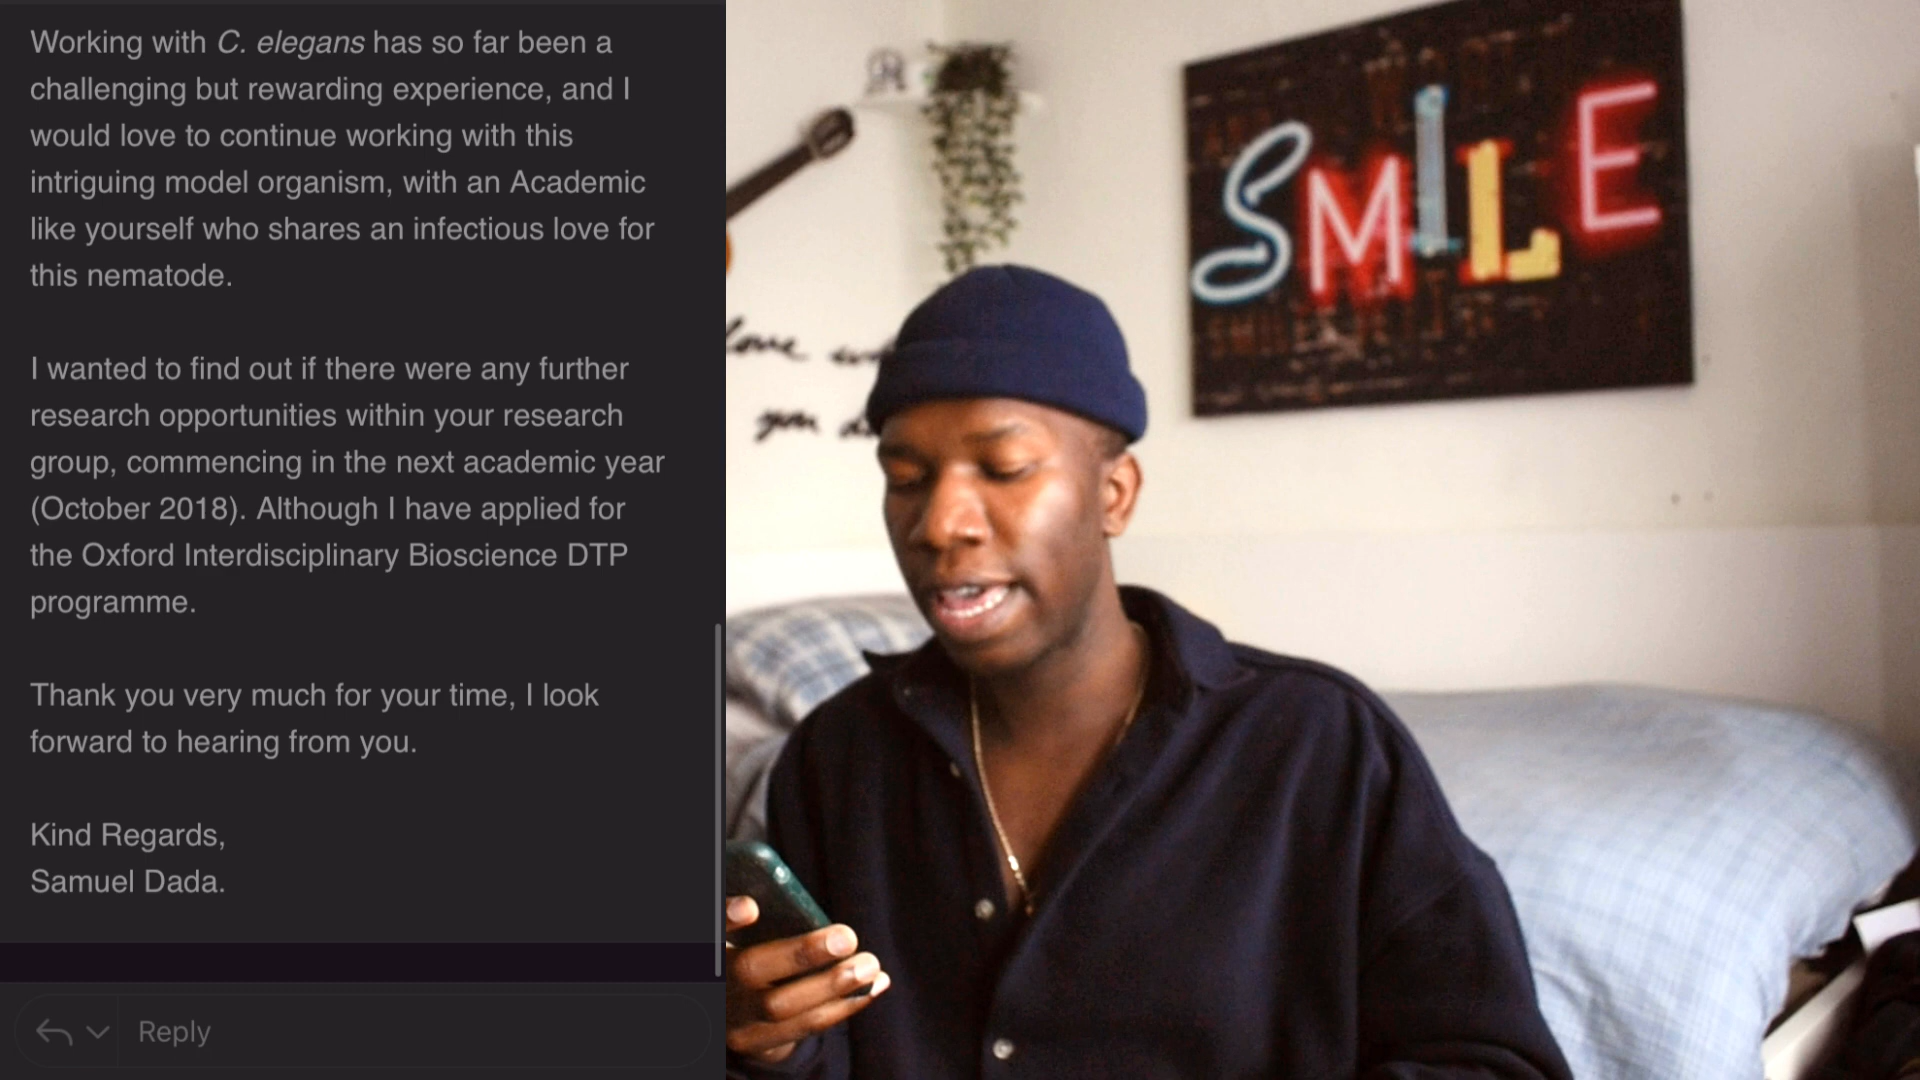 Working with C. elegans has so far been a
challenging but rewarding experience, and I
would love to continue working with this
intriguing model organism, with an Academic
like yourself who shares an infectious love for
this nematode.
I wanted to find out if there were any further
research opportunities within your research
group, commencing in the next academic year
(October 2018). Although I have applied for
the Oxford Interdisciplinary Bioscience DTP
programme.
Thank you very much for your time, I look
forward to hearing from you.
Kind Regards,
Samuel Dada.
Reply
SMILE
love
you